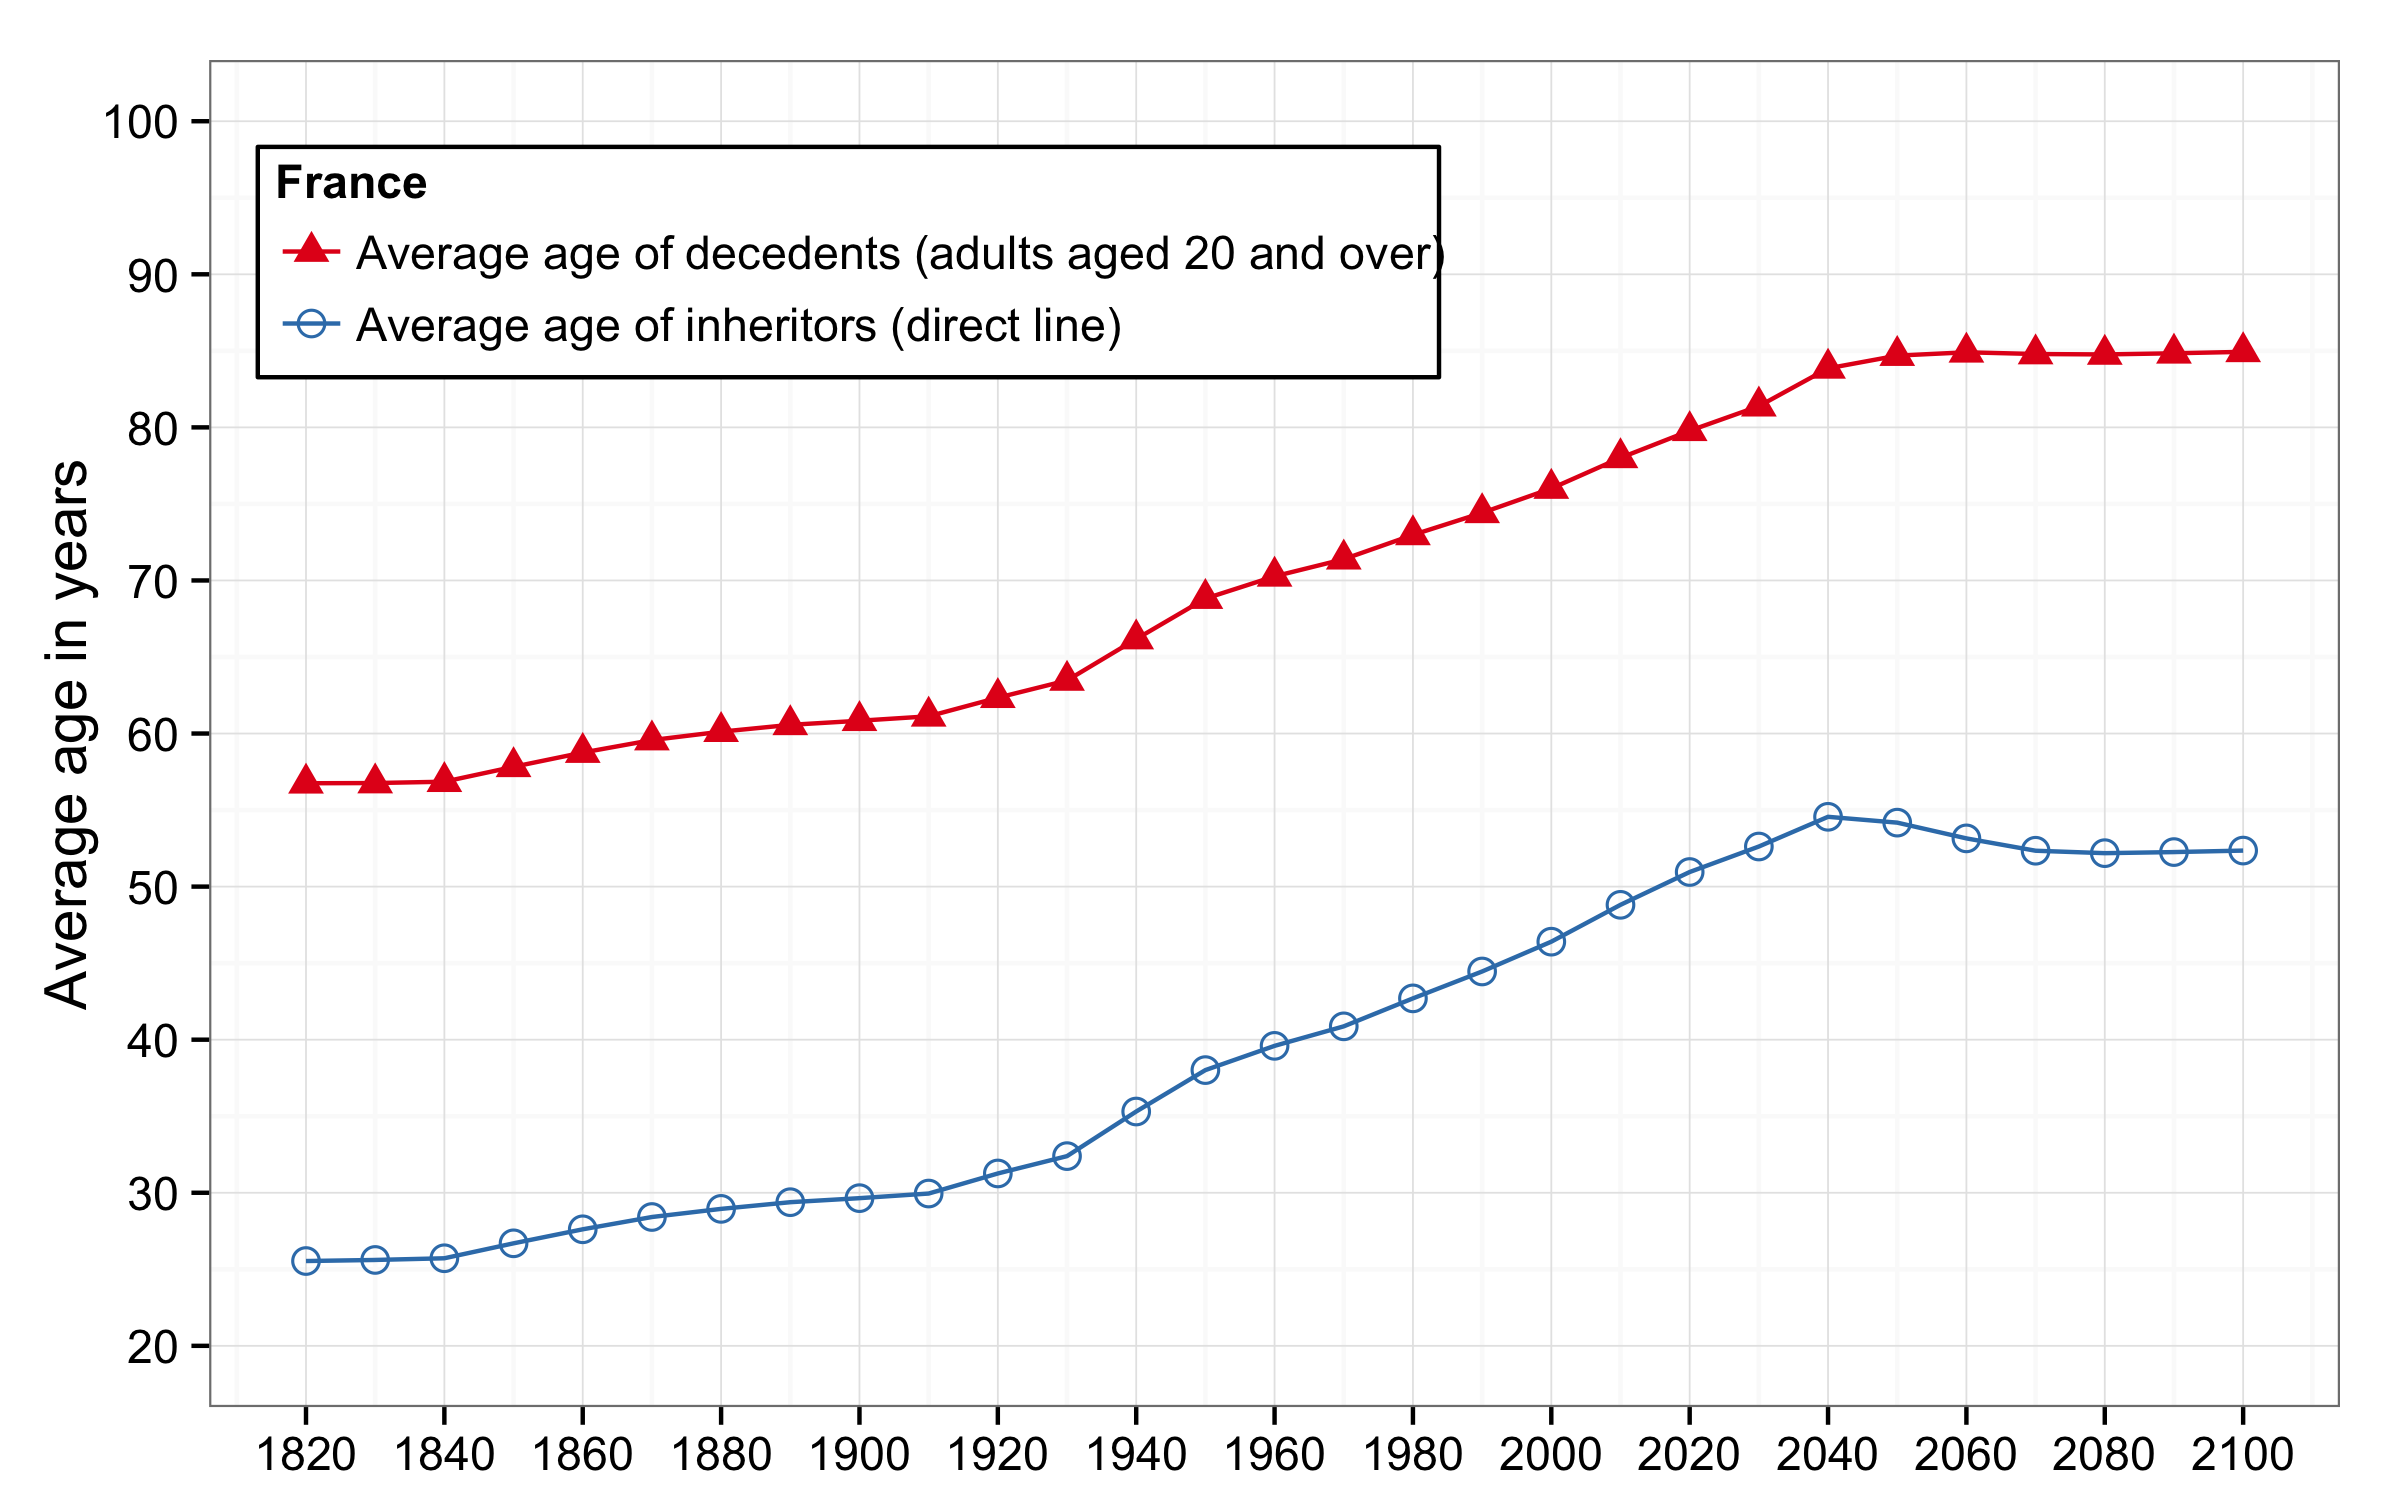 100
90
80
70
60
50
40
30
20
Average age in years
France
Average age of decedents (adults aged 20 and over)
Average age of inheritors (direct line)
1820 1840 1860 1880 1900 1920 1940 1960 1980 2000 2020 2040 2060 2080 2100